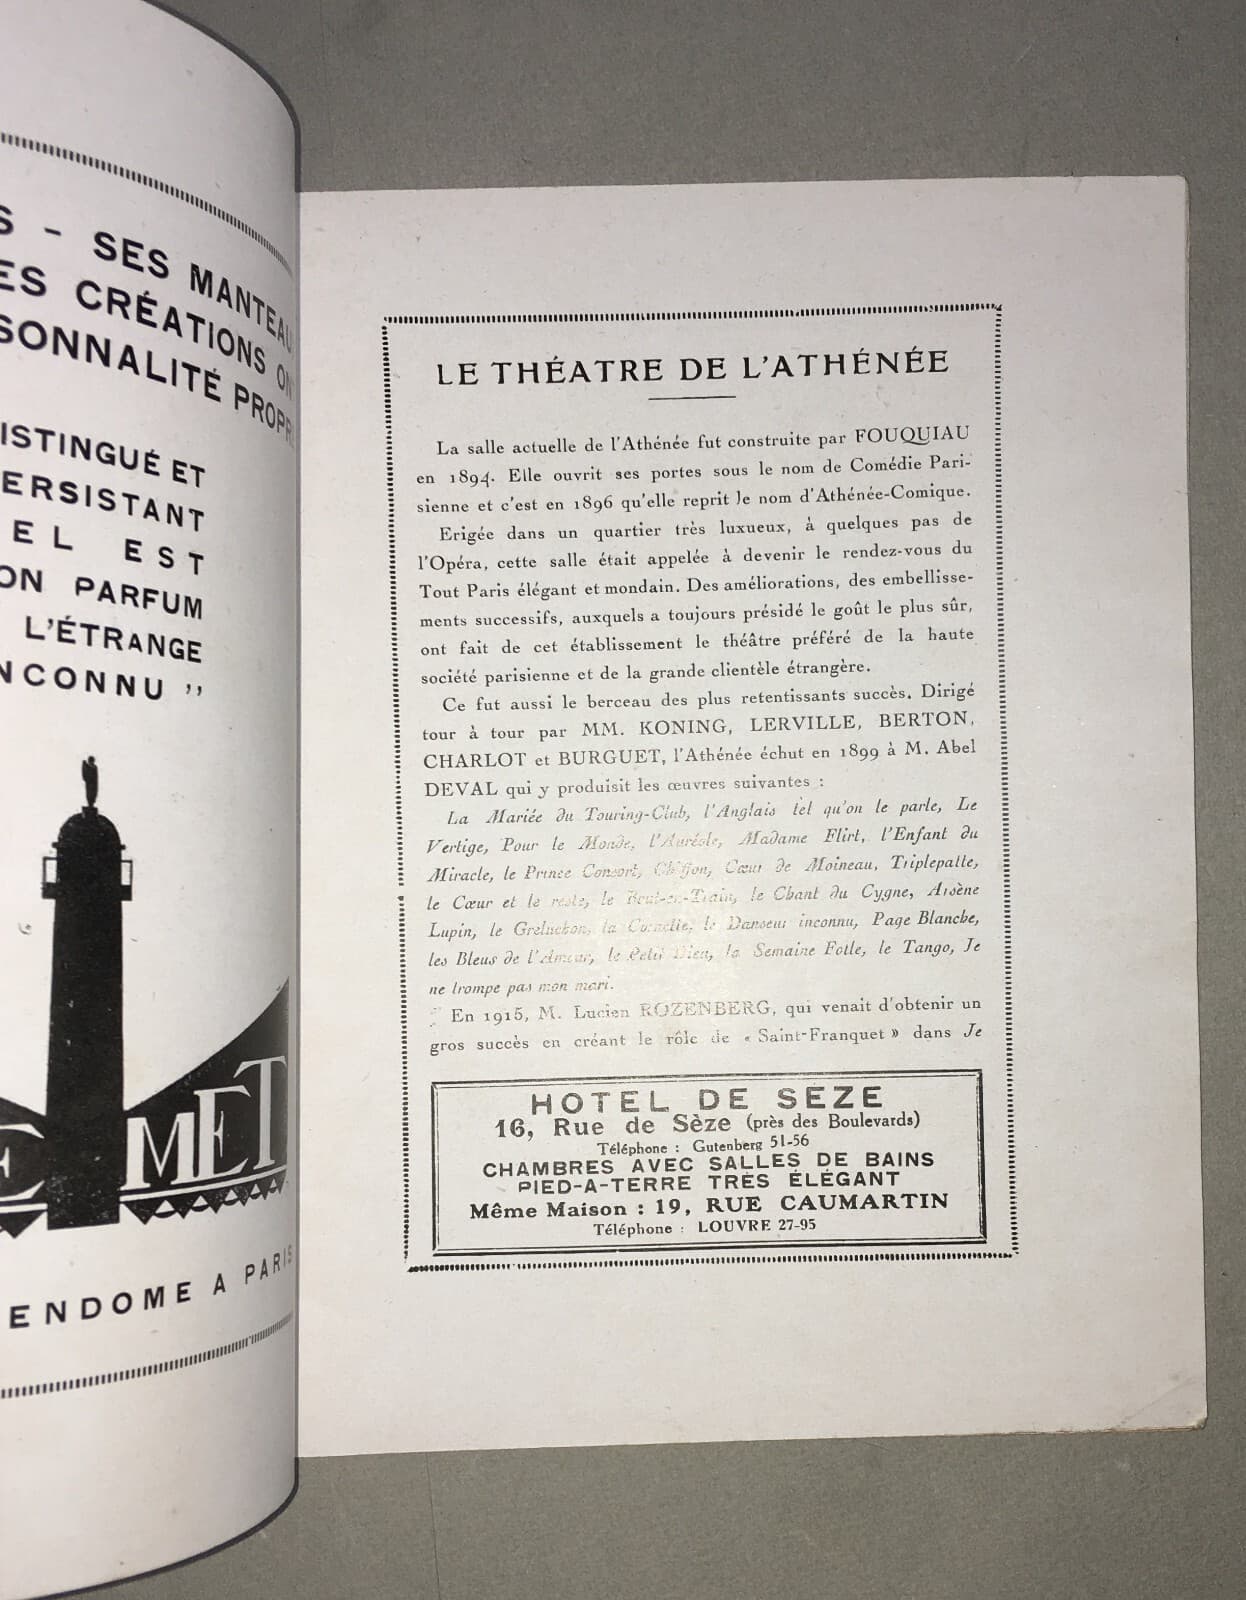 SES MANTEAU
CRÉATIONS
SONNALITÉ PROPR
ISTINGUÉ ET
ERSISTANT
EL EST
ON PARFUM
L'ÉTRANGE
NCONNU "
MET
ENDOME A PARIS
LE THÉATRE DE L'ATHÉNÉE
La salle actuelle de l'Athénée fut construite par FOUQUIAU
en 1894. Elle ouvrit ses portes sous le nom de Comédie Pari-
sienne et c'est en 1896 qu'elle reprit le nom d'Athénée-Comique.
Erigée dans un quartier très luxueux, à quelques pas de
l'Opéra, cette salle était appelée à devenir le rendez-vous du
Tout Paris élégant et mondain. Des améliorations, des embellisse-
ments successifs, auxquels a toujours présidé le goût le plus sûr,
ont fait de cet établissement le théâtre préféré de la haute
société parisienne et de la grande clientèle étrangère.
Ce fut aussi le berceau des plus retentissants succès. Dirigé
tour à tour par MM. KONING, LERVILLE, BERTON,
CHARLOT et BURGUET, l'Athénée échut en 1899 à M. Abel
DEVAL qui y produisit les œuvres suivantes :
La Mariée du Touring-Club, l'Anglais tel qu'on le parle, Le
Vertige, Pour le Monde, l'Auréole, Madame Flirt, l'Enfant du
Miracle, le Prince Consort, Chiffon, Cœur de Moineau, Triplepatte,
le Cœur et le reste, le Boute-en-Train, le Chant du Cygne, Arsène
Lupin, le Greluchon, la Cornette, le Danseur inconnu, Page Blanche,
les Bleus de l'Amour, le Petit Dieu, la Semaine Folle, le Tango, Je
ne trompe pas mon mari.
En 1915, M. Lucien ROZENBERG, qui venait d'obtenir un
gros succès en créant le rôle de « Saint-Franquet » dans Je
HOTEL DE SEZE
16, Rue de Sèze (près des Boulevards)
Téléphone : Gutenberg 51-56
CHAMBRES AVEC SALLES DE BAINS
PIED-A-TERRE TRÈS ÉLÉGANT
Même Maison : 19, RUE CAUMARTIN
Téléphone : LOUVRE 27-95